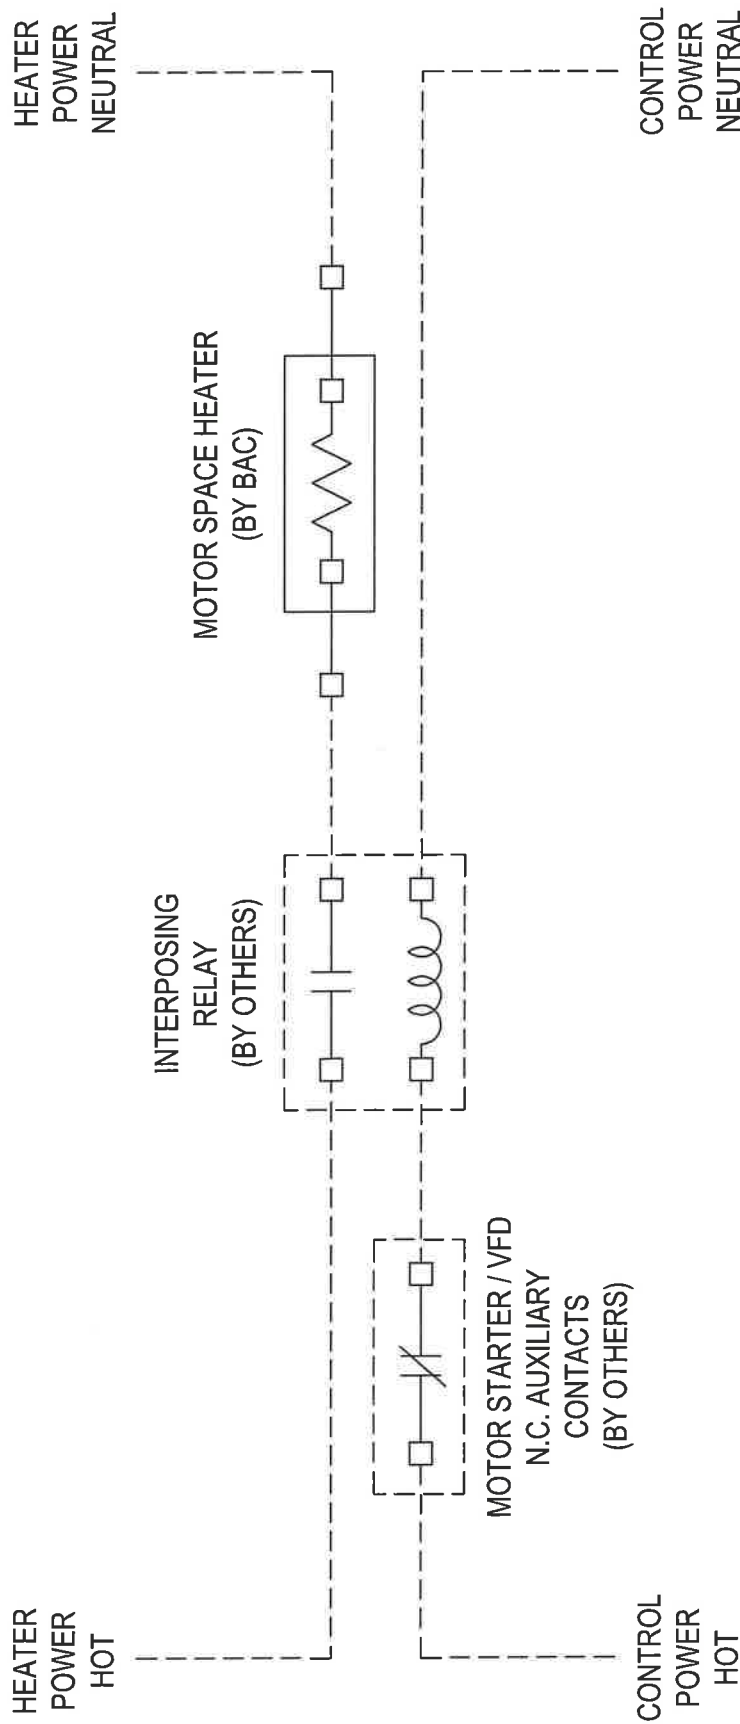 HEATER
POWER
HOT
HEATER
POWER
NEUTRAL
INTERPOSING
RELAY
(BY OTHERS)
MOTOR SPACE HEATER
(BY BAC)
MOTOR STARTER / VFD
N.C. AUXILIARY
CONTACTS
(BY OTHERS)
CONTROL
POWER
HOT
CONTROL
POWER
NEUTRAL